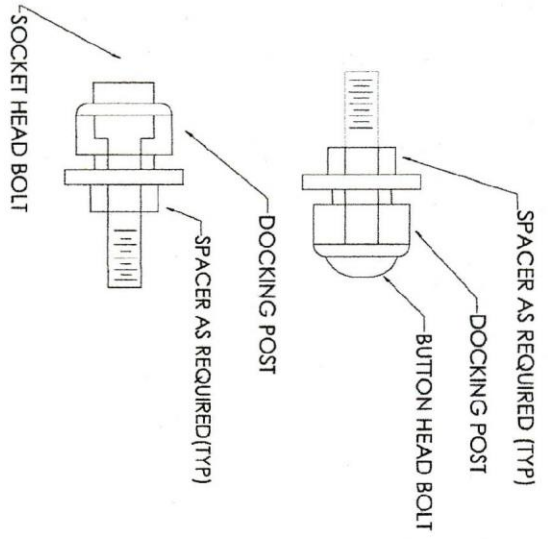 SPACER AS REQUIRED (TYP)
DOCKING POST
BUTTON HEAD BOLT
DOCKING POST
SPACER AS REQUIRED(TYP)
SOCKET HEAD BOLT